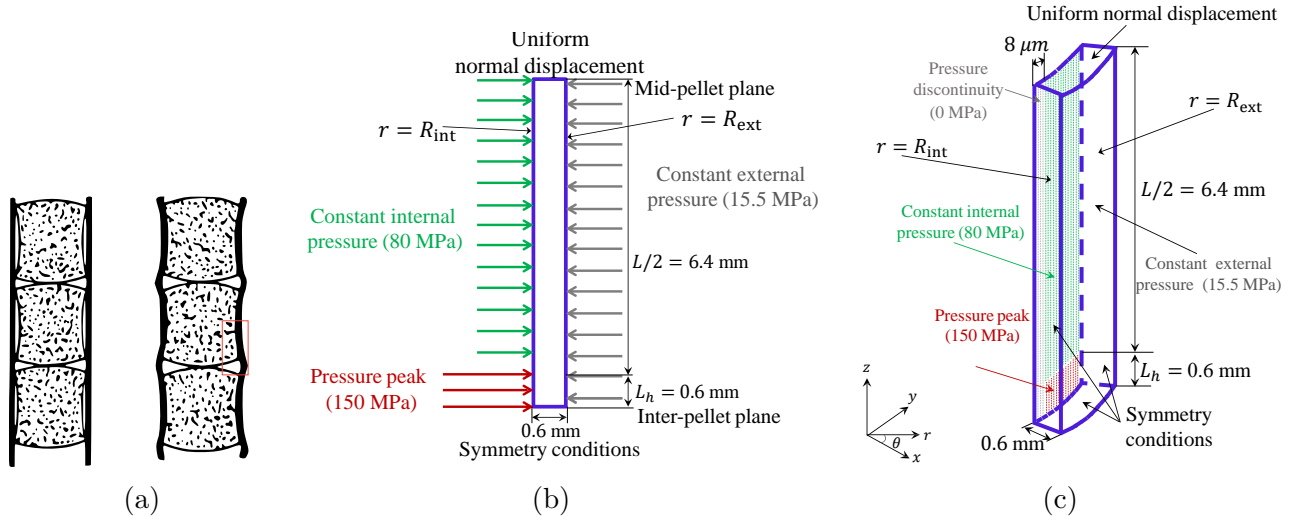 Uniform
normal displacement
Mid-pellet plane
r = R_int
r = R_ext
Constant external
pressure (15.5 MPa)
Constant internal
pressure (80 MPa)
L/2 = 6.4 mm
Pressure peak
(150 MPa)
L_h = 0.6 mm
Inter-pellet plane
0.6 mm
Symmetry conditions
Uniform normal displacement
8 μm
Pressure
discontinuity
(0 MPa)
r = R_ext
r = R_int
L/2 = 6.4 mm
Constant internal
pressure (80 MPa)
Constant external
pressure (15.5 MPa)
Pressure peak
(150 MPa)
L_h = 0.6 mm
z
y
θ
r
x
0.6 mm
Symmetry
conditions
(a)
(b)
(c)